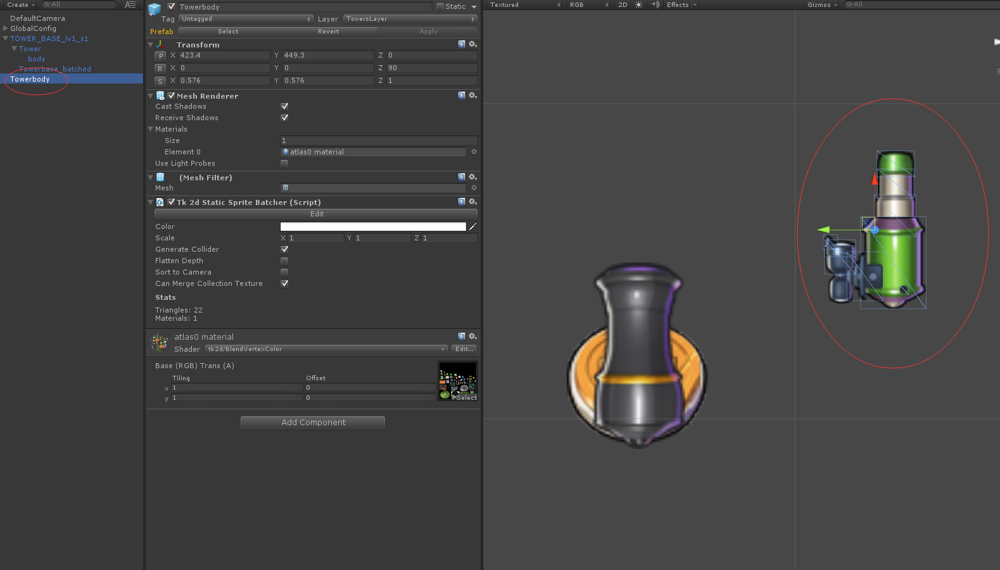 Create
All
DefaultCamera
GlobalConfig
TOWER_BASE_lv1_s1
Tower
body
Towerbase_batched
Towerbody
Towerbody
Static
Tag Untagged Layer TowersLayer
Prefab Select Revert Apply
Transform
P X 423.4 Y 449.3 Z 0
R X 0 Y 0 Z 90
S X 0.576 Y 0.576 Z 1
Mesh Renderer
Cast Shadows
Receive Shadows
Materials
Size 1
Element 0 atlas0 material
Use Light Probes
(Mesh Filter)
Mesh
Tk 2d Static Sprite Batcher (Script)
Edit
Color
Scale X 1 Y 1 Z 1
Generate Collider
Flatten Depth
Sort to Camera
Can Merge Collection Texture
Stats
Triangles: 22
Materials: 1
atlas0 material
Shader tk2d/BlendVertexColor Edit...
Base (RGB) Trans (A)
Tiling Offset
x 1 0
y 1 0
Select
Add Component
Textured RGB 2D Effects Gizmos All